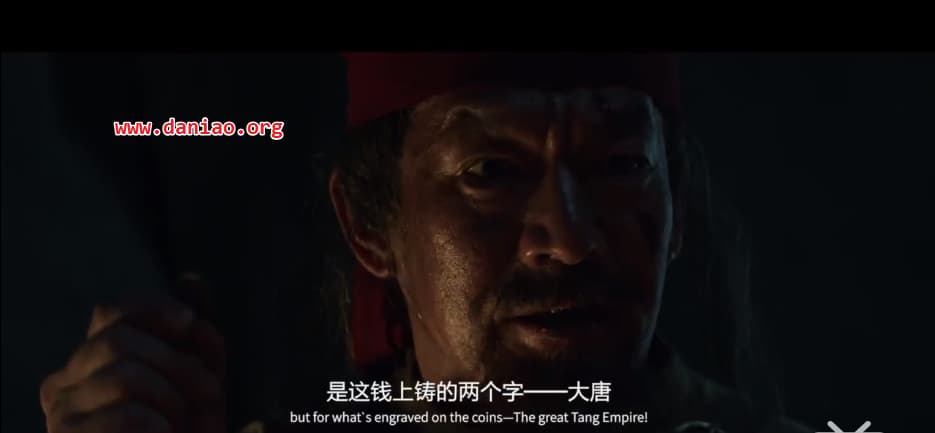 www.daniao.org
是这钱上铸的两个字——大唐
but for what`s engraved on the coins—The great Tang Empire!